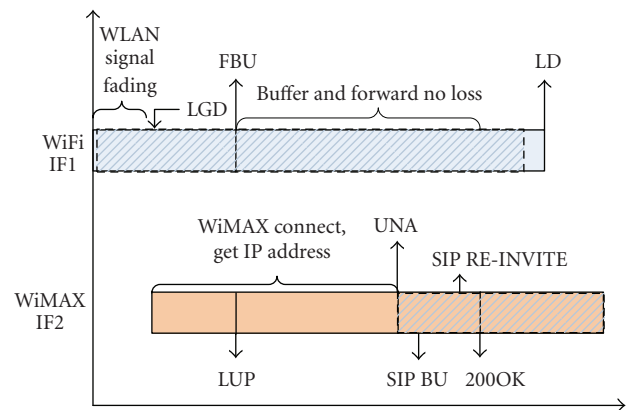 WLAN
signal
fading
FBU
LD
Buffer and forward no loss
LGD
WiFi
IF1
WiMAX connect,
get IP address
UNA
SIP RE-INVITE
WiMAX
IF2
LUP
SIP BU
200OK